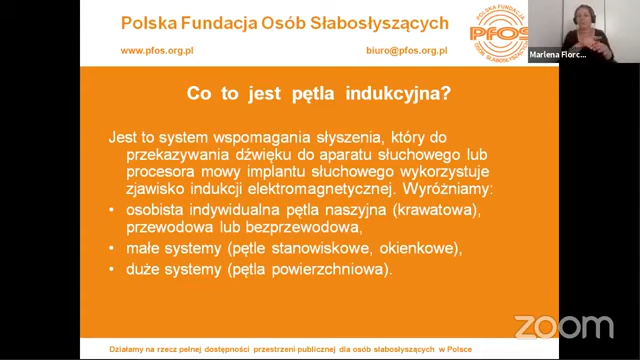 Polska Fundacja Osób Słabosłyszących
www.pfos.org.pl
biuro@pfos.org.pl
PFOS
Marlena Florc...
Co to jest pętla indukcyjna?
Jest to system wspomagania słyszenia, który do
przekazywania dźwięku do aparatu słuchowego lub
procesora mowy implantu słuchowego wykorzystuje
zjawisko indukcji elektromagnetycznej. Wyróżniamy:
• osobista indywidualna pętla naszyjna (krawatowa),
przewodowa lub bezprzewodowa,
• małe systemy (pętle stanowiskowe, okienkowe),
• duże systemy (pętla powierzchniowa).
zoom
Działamy na rzecz pełnej dostępności przestrzeni publicznej dla osób słabosłyszących w Polsce